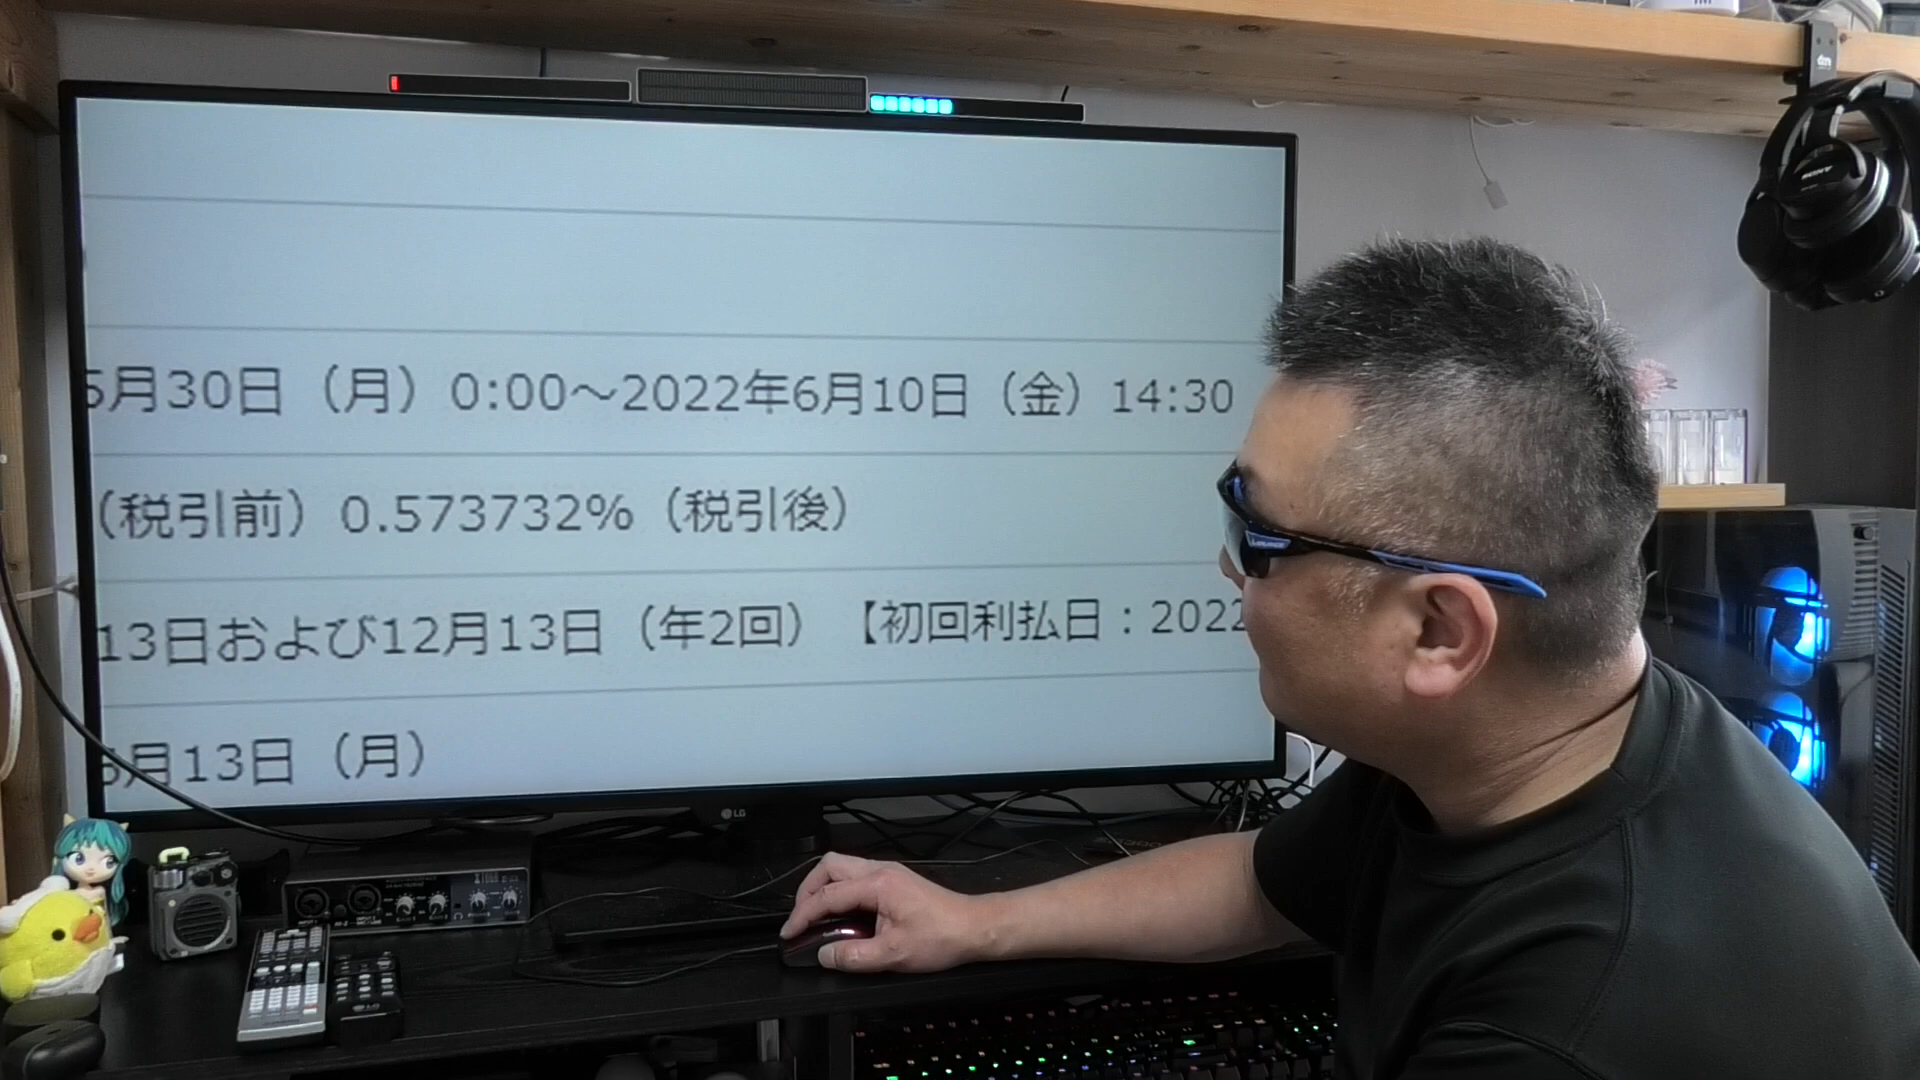 5月30日（月）0:00～2022年6月10日（金）14:30
（税引前）0.573732%（税引後）
13日および12月13日（年2回）【初回利払日：2022
6月13日（月）
LG
SONY